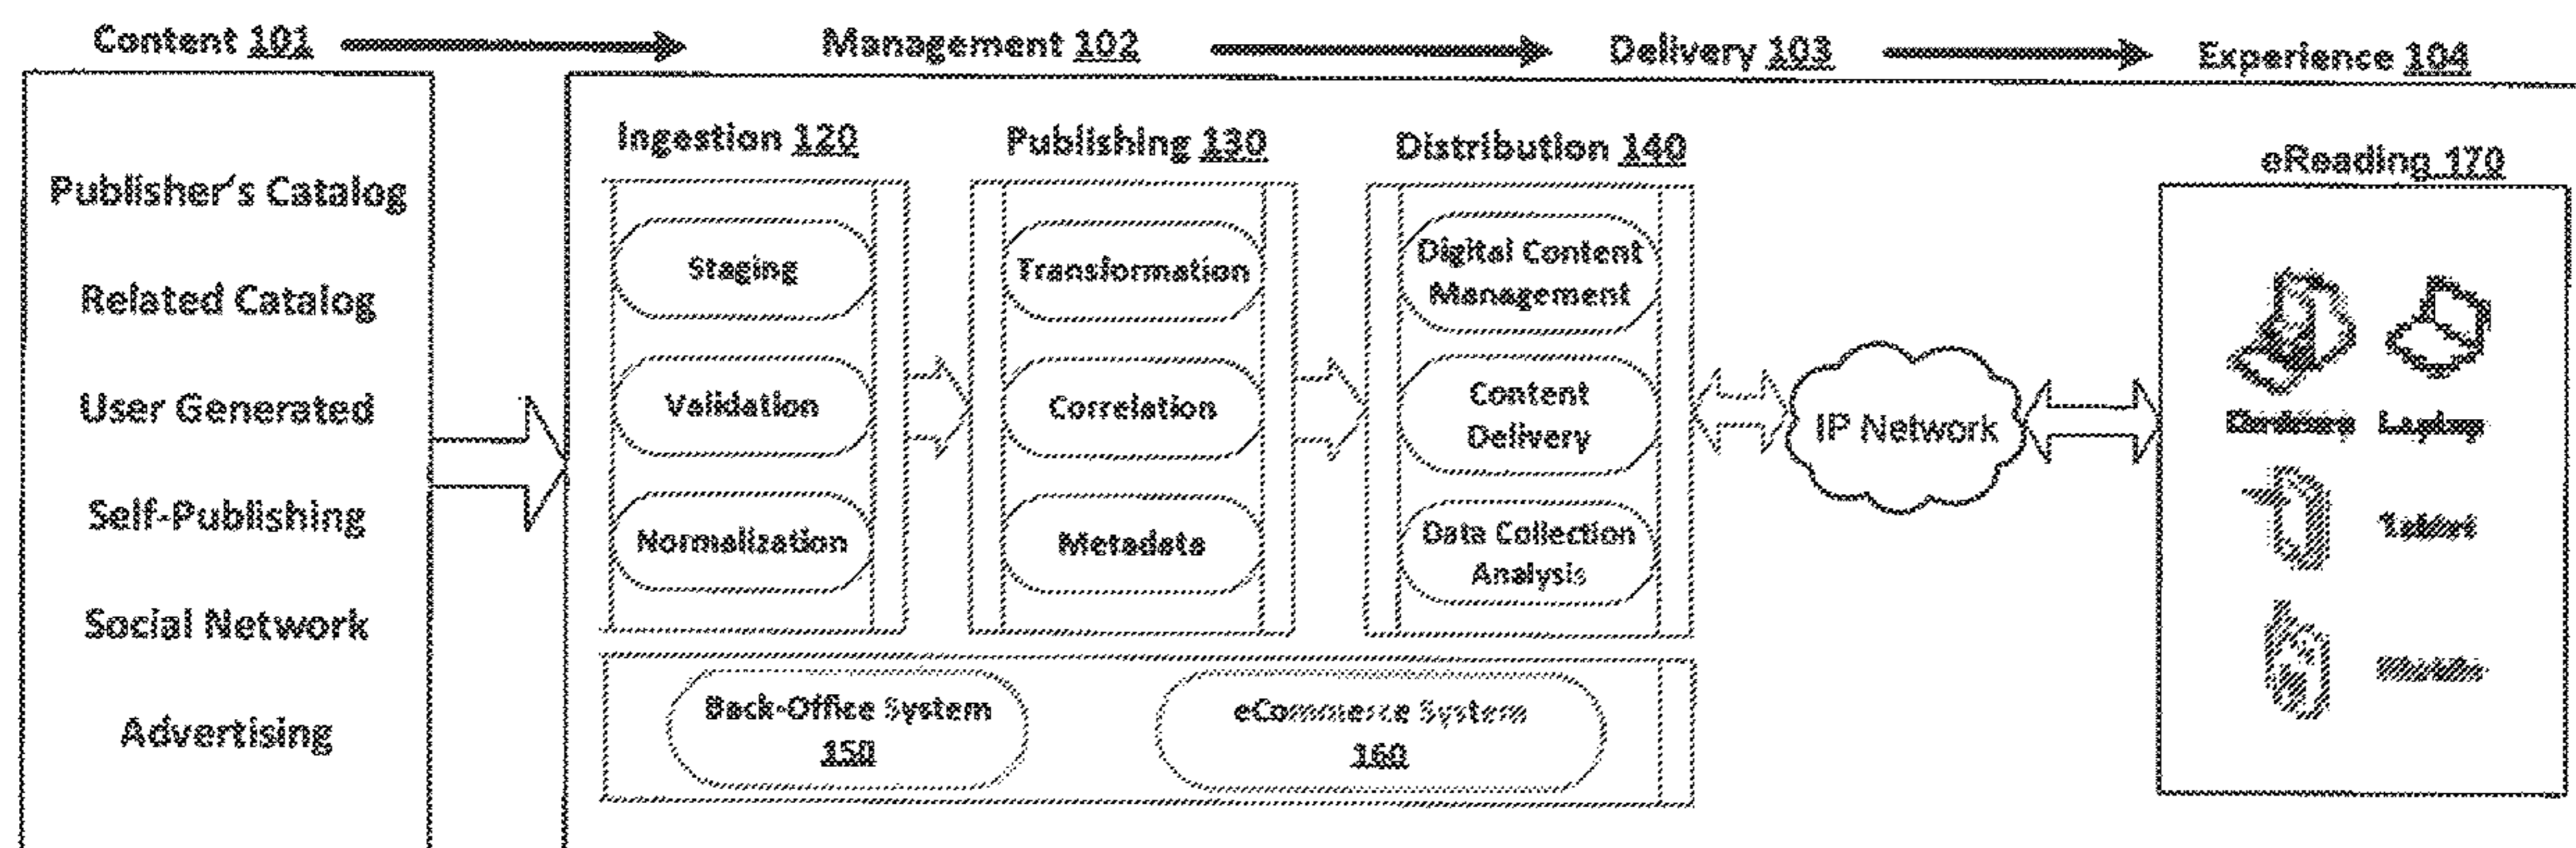 Content 101
Management 102
Delivery 103
Experience 104
Publisher's Catalog
Related Catalog
User Generated
Self-Publishing
Social Network
Advertising
Ingestion 120
Staging
Validation
Normalization
Publishing 130
Transformation
Correlation
Metadata
Distribution 140
Digital Content
Management
Content
Delivery
Data Collection
Analysis
Back-Office System
150
eCommerce System
160
IP Network
eReading 170
Desktop
Laptop
Tablet